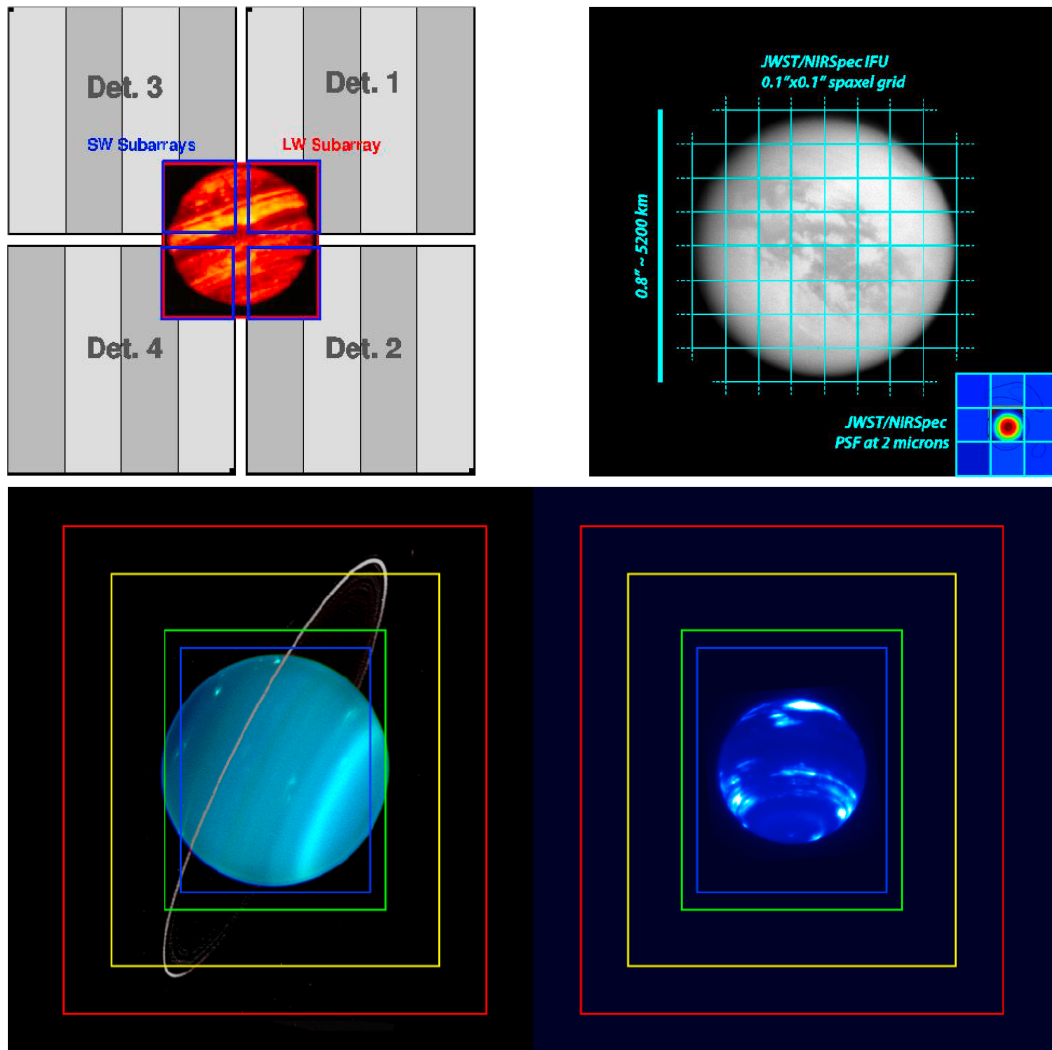 Det. 3
Det. 1
SW Subarrays
LW Subarray
Det. 4
Det. 2
JWST/NIRSpec IFU
0.1"x0.1" spaxel grid
0.8" ~ 5200 km
JWST/NIRSpec
PSF at 2 microns